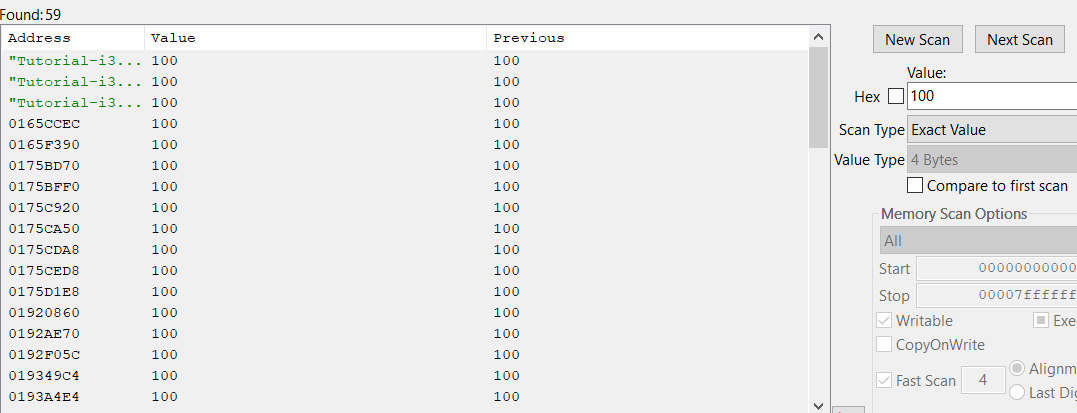 Found: 59
Address Value Previous
"Tutorial-i3... 100 100
"Tutorial-i3... 100 100
"Tutorial-i3... 100 100
0165CCEC 100 100
0165F390 100 100
0175BD70 100 100
0175BFF0 100 100
0175C920 100 100
0175CA50 100 100
0175CDA8 100 100
0175CED8 100 100
0175D1E8 100 100
01920860 100 100
0192AE70 100 100
0192F05C 100 100
019349C4 100 100
0193A4E4 100 100
New Scan Next Scan
Value:
Hex 100
Scan Type Exact Value
Value Type 4 Bytes
Compare to first scan
Memory Scan Options
All
Start 00000000000
Stop 00007ffffff
Writable Exe
CopyOnWrite
Fast Scan 4 Alignm
Last Dig